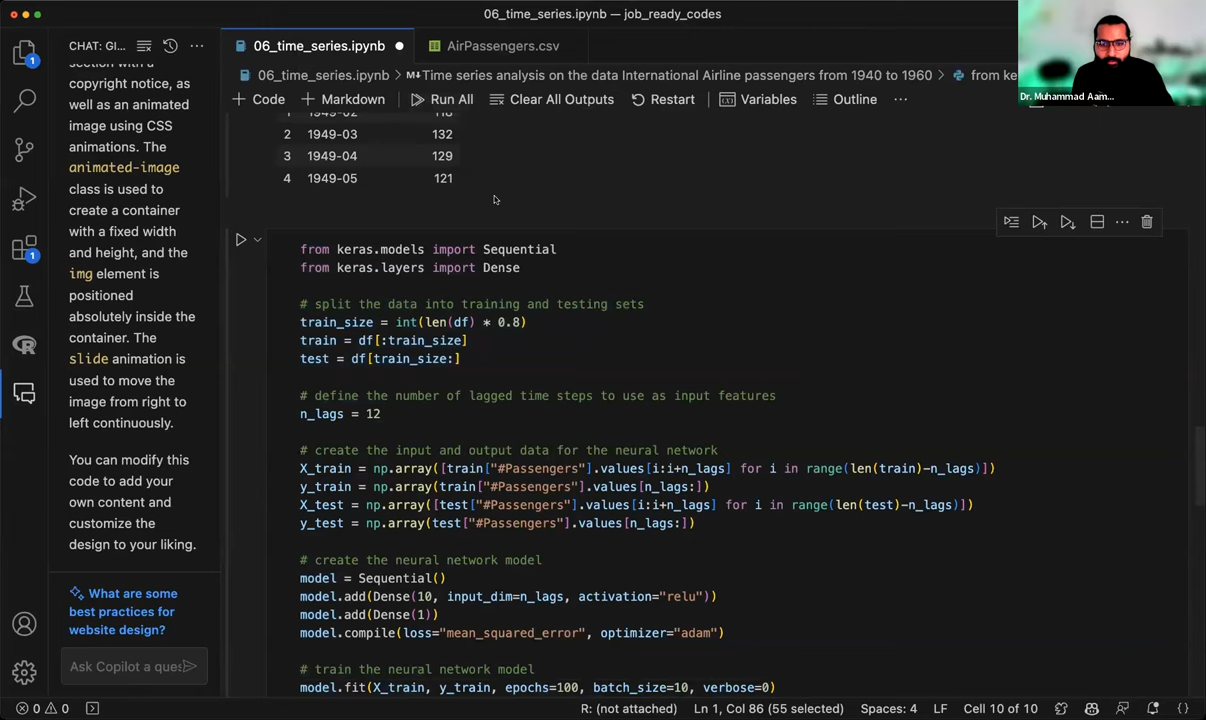 06_time_series.ipynb — job_ready_codes
CHAT: GI...
06_time_series.ipynb
AirPassengers.csv
06_time_series.ipynb > M↓Time series analysis on the data International Airline passengers from 1940 to 1960 > from ke
+ Code + Markdown Run All Clear All Outputs Restart Variables Outline ...
Dr. Muhammad Aam...
section with a
copyright notice, as
well as an animated
image using CSS
animations. The
animated-image
class is used to
create a container
with a fixed width
and height, and the
img element is
positioned
absolutely inside the
container. The
slide animation is
used to move the
image from right to
left continuously.
You can modify this
code to add your
own content and
customize the
design to your liking.
What are some
best practices for
website design?
Ask Copilot a ques
1
1
R
1 1949-02 118
2 1949-03 132
3 1949-04 129
4 1949-05 121
from keras.models import Sequential
from keras.layers import Dense
# split the data into training and testing sets
train_size = int(len(df) * 0.8)
train = df[:train_size]
test = df[train_size:]
# define the number of lagged time steps to use as input features
n_lags = 12
# create the input and output data for the neural network
X_train = np.array([train["#Passengers"].values[i:i+n_lags] for i in range(len(train)-n_lags)])
y_train = np.array(train["#Passengers"].values[n_lags:])
X_test = np.array([test["#Passengers"].values[i:i+n_lags] for i in range(len(test)-n_lags)])
y_test = np.array(test["#Passengers"].values[n_lags:])
# create the neural network model
model = Sequential()
model.add(Dense(10, input_dim=n_lags, activation="relu"))
model.add(Dense(1))
model.compile(loss="mean_squared_error", optimizer="adam")
# train the neural network model
model.fit(X_train, y_train, epochs=100, batch_size=10, verbose=0)
0 0 R: (not attached) Ln 1, Col 86 (55 selected) Spaces: 4 LF Cell 10 of 10